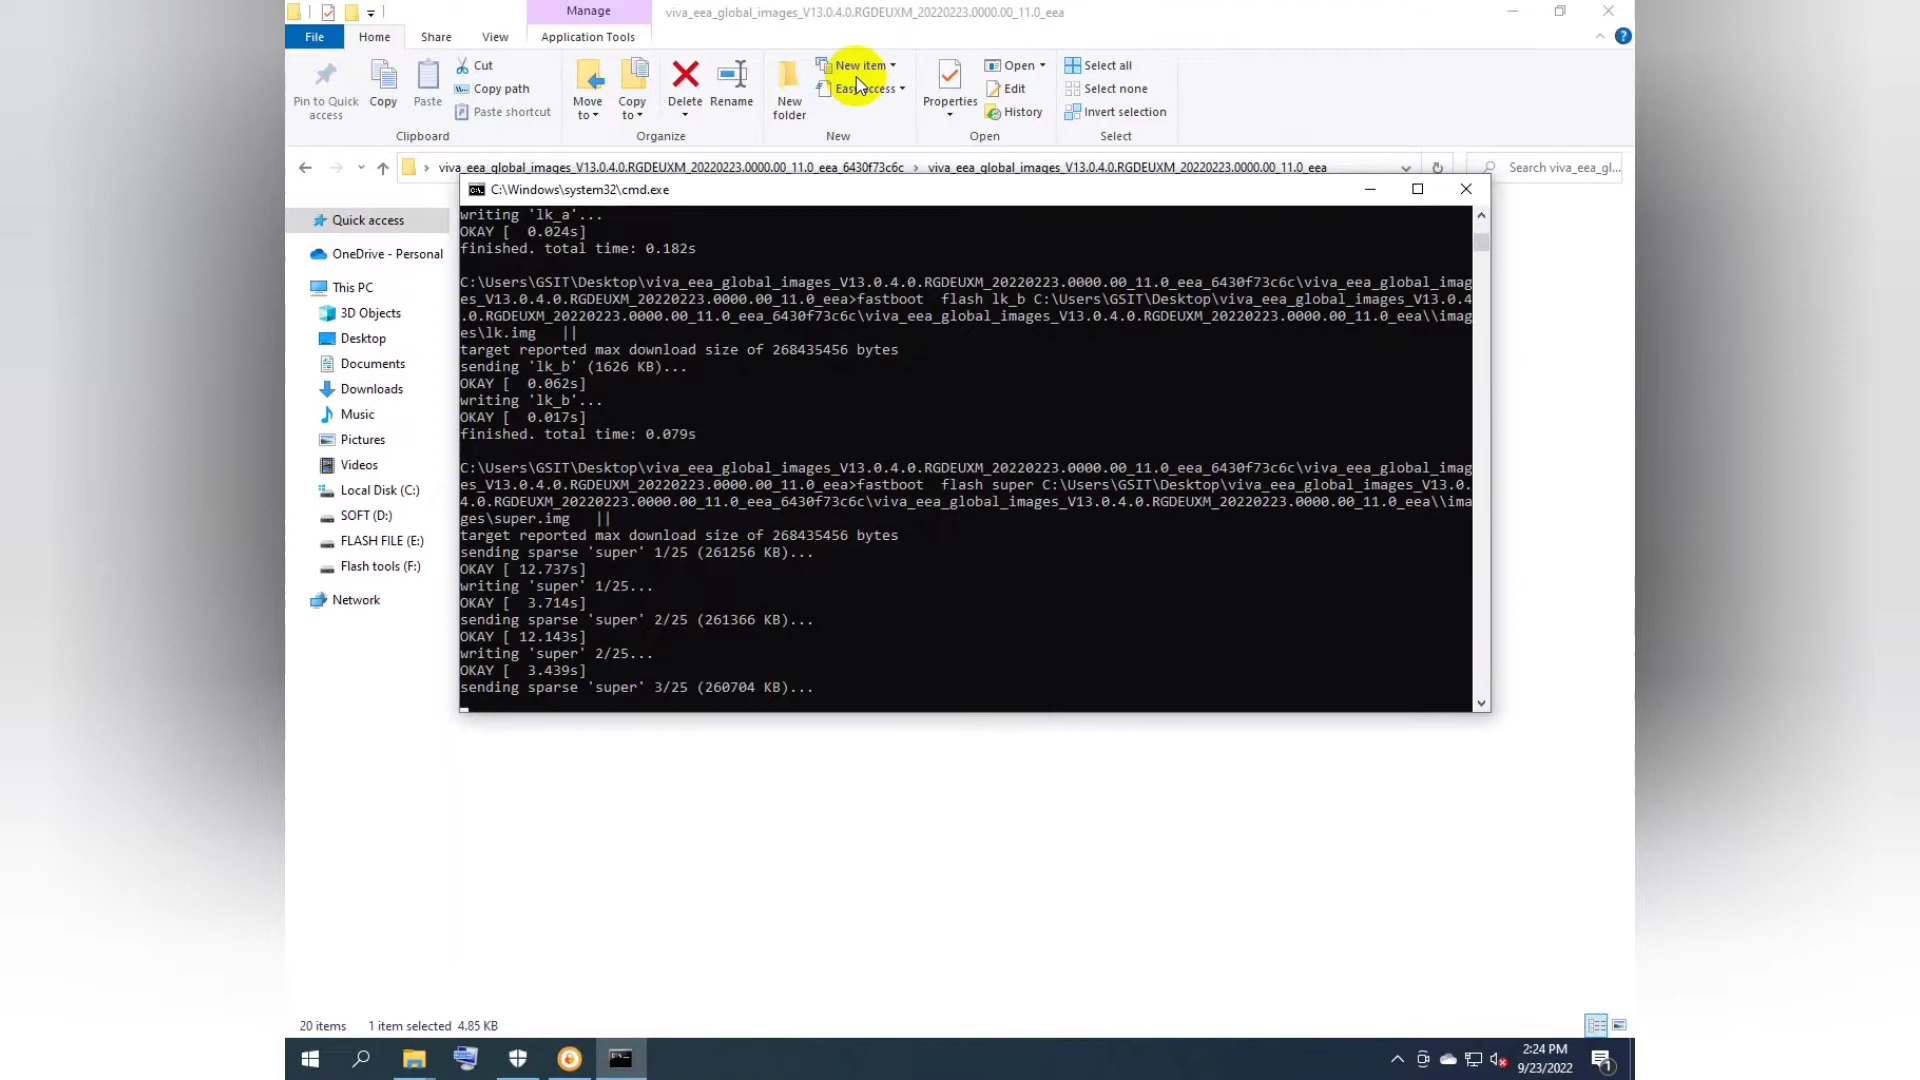 Manage
viva_eea_global_images_V13.0.4.0.RGDEUXM_20220223.0000.00_11.0_eea
File
Home
Share
View
Application Tools
Pin to Quick access
Copy
Paste
Cut
Copy path
Paste shortcut
Clipboard
Move to
Copy to
Delete
Rename
Organize
New folder
New item
Easy access
New
Properties
Open
Edit
History
Open
Select all
Select none
Invert selection
Select
viva_eea_global_images_V13.0.4.0.RGDEUXM_20220223.0000.00_11.0_eea_6430f73c6c › viva_eea_global_images_V13.0.4.0.RGDEUXM_20220223.0000.00_11.0_eea
Search viva_eea_gl...
Quick access
OneDrive - Personal
This PC
3D Objects
Desktop
Documents
Downloads
Music
Pictures
Videos
Local Disk (C:)
SOFT (D:)
FLASH FILE (E:)
Flash tools (F:)
Network
C:\Windows\system32\cmd.exe
writing 'lk_a'...
OKAY [  0.024s]
finished. total time: 0.182s
C:\Users\GSIT\Desktop\viva_eea_global_images_V13.0.4.0.RGDEUXM_20220223.0000.00_11.0_eea_6430f73c6c\viva_eea_global_imag
es_V13.0.4.0.RGDEUXM_20220223.0000.00_11.0_eea>fastboot  flash lk_b C:\Users\GSIT\Desktop\viva_eea_global_images_V13.0.4
.0.RGDEUXM_20220223.0000.00_11.0_eea_6430f73c6c\viva_eea_global_images_V13.0.4.0.RGDEUXM_20220223.0000.00_11.0_eea\\imag
es\lk.img   ||
target reported max download size of 268435456 bytes
sending 'lk_b' (1626 KB)...
OKAY [  0.062s]
writing 'lk_b'...
OKAY [  0.017s]
finished. total time: 0.079s
C:\Users\GSIT\Desktop\viva_eea_global_images_V13.0.4.0.RGDEUXM_20220223.0000.00_11.0_eea_6430f73c6c\viva_eea_global_imag
es_V13.0.4.0.RGDEUXM_20220223.0000.00_11.0_eea>fastboot  flash super C:\Users\GSIT\Desktop\viva_eea_global_images_V13.0.
4.0.RGDEUXM_20220223.0000.00_11.0_eea_6430f73c6c\viva_eea_global_images_V13.0.4.0.RGDEUXM_20220223.0000.00_11.0_eea\\ima
ges\super.img   ||
target reported max download size of 268435456 bytes
sending sparse 'super' 1/25 (261256 KB)...
OKAY [ 12.737s]
writing 'super' 1/25...
OKAY [  3.714s]
sending sparse 'super' 2/25 (261366 KB)...
OKAY [ 12.143s]
writing 'super' 2/25...
OKAY [  3.439s]
sending sparse 'super' 3/25 (260704 KB)...
20 items
1 item selected  4.85 KB
2:24 PM
9/23/2022
1